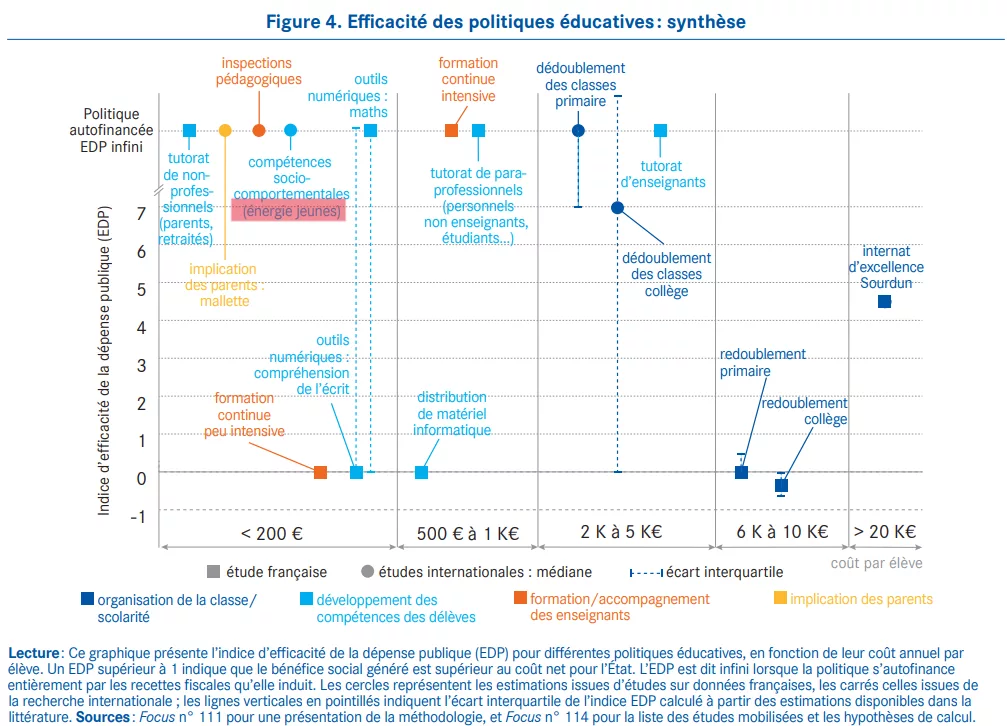 Figure 4. Efficacité des politiques éducatives : synthèse
inspections
pédagogiques
outils
numériques :
maths
formation
continue
intensive
dédoublement
des classes
primaire
Politique
autofinancée
EDP infini
tutorat
de non-
profes-
sionnels
(parents,
retraités)
compétences
socio-
comportementales
(énergie jeunes)
tutorat de para-
professionnels
(personnels
non enseignants,
étudiants...)
tutorat
d'enseignants
implication
des parents :
mallette
dédoublement
des classes
collège
internat
d'excellence
Sourdun
Indice d'efficacité de la dépense publique (EDP)
7
6
5
4
3
2
1
0
-1
outils
numériques :
compréhension
de l'écrit
formation
continue
peu intensive
distribution
de matériel
informatique
redoublement
primaire
redoublement
collège
< 200 €
500 € à 1 K€
2 K à 5 K€
6 K à 10 K€
> 20 K€
coût par élève
étude française
études internationales : médiane
écart interquartile
organisation de la classe/
scolarité
développement des
compétences des délèves
formation/accompagnement
des enseignants
implication des parents
Lecture : Ce graphique présente l'indice d'efficacité de la dépense publique (EDP) pour différentes politiques éducatives, en fonction de leur coût annuel par
élève. Un EDP supérieur à 1 indique que le bénéfice social généré est supérieur au coût net pour l'État. L'EDP est dit infini lorsque la politique s'autofinance
entièrement par les recettes fiscales qu'elle induit. Les cercles représentent les estimations issues d'études sur données françaises, les carrés celles issues de
la recherche internationale ; les lignes verticales en pointillés indiquent l'écart interquartile de l'indice EDP calculé à partir des estimations disponibles dans la
littérature. Sources : Focus n° 111 pour une présentation de la méthodologie, et Focus n° 114 pour la liste des études mobilisées et les hypothèses de calcul.